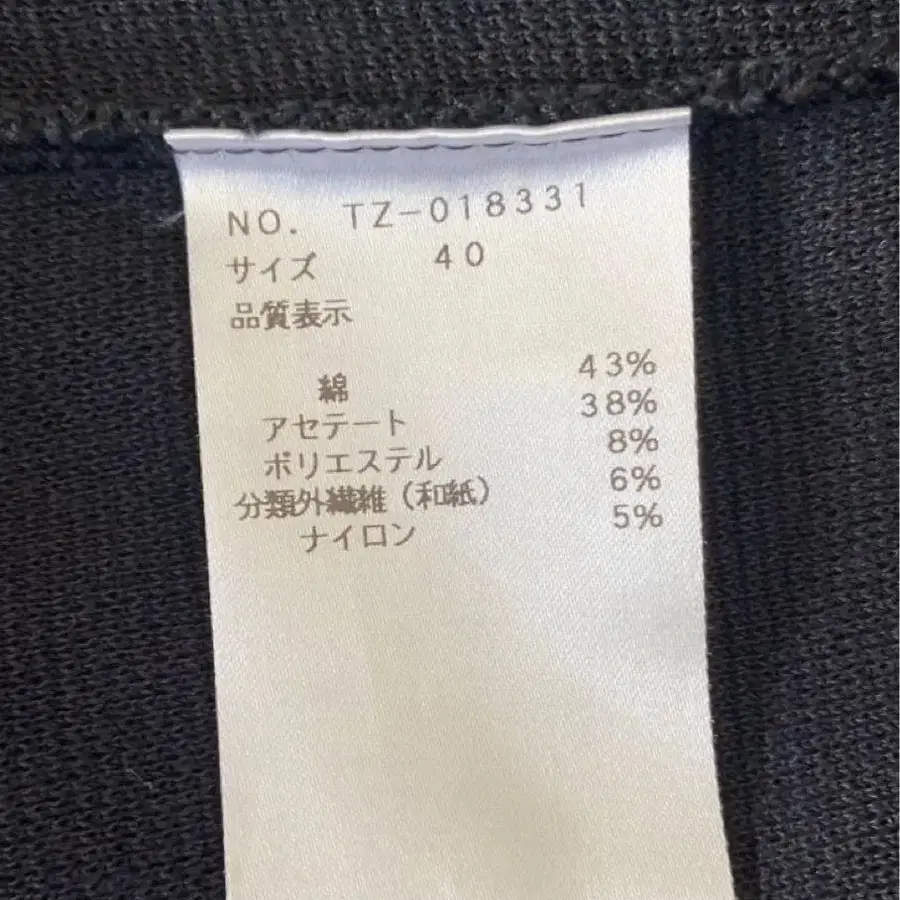 NO. TZ-018331
サイズ 40
品質表示
綿 43%
アセテート 38%
ポリエステル 8%
分類外繊維(和紙) 6%
ナイロン 5%